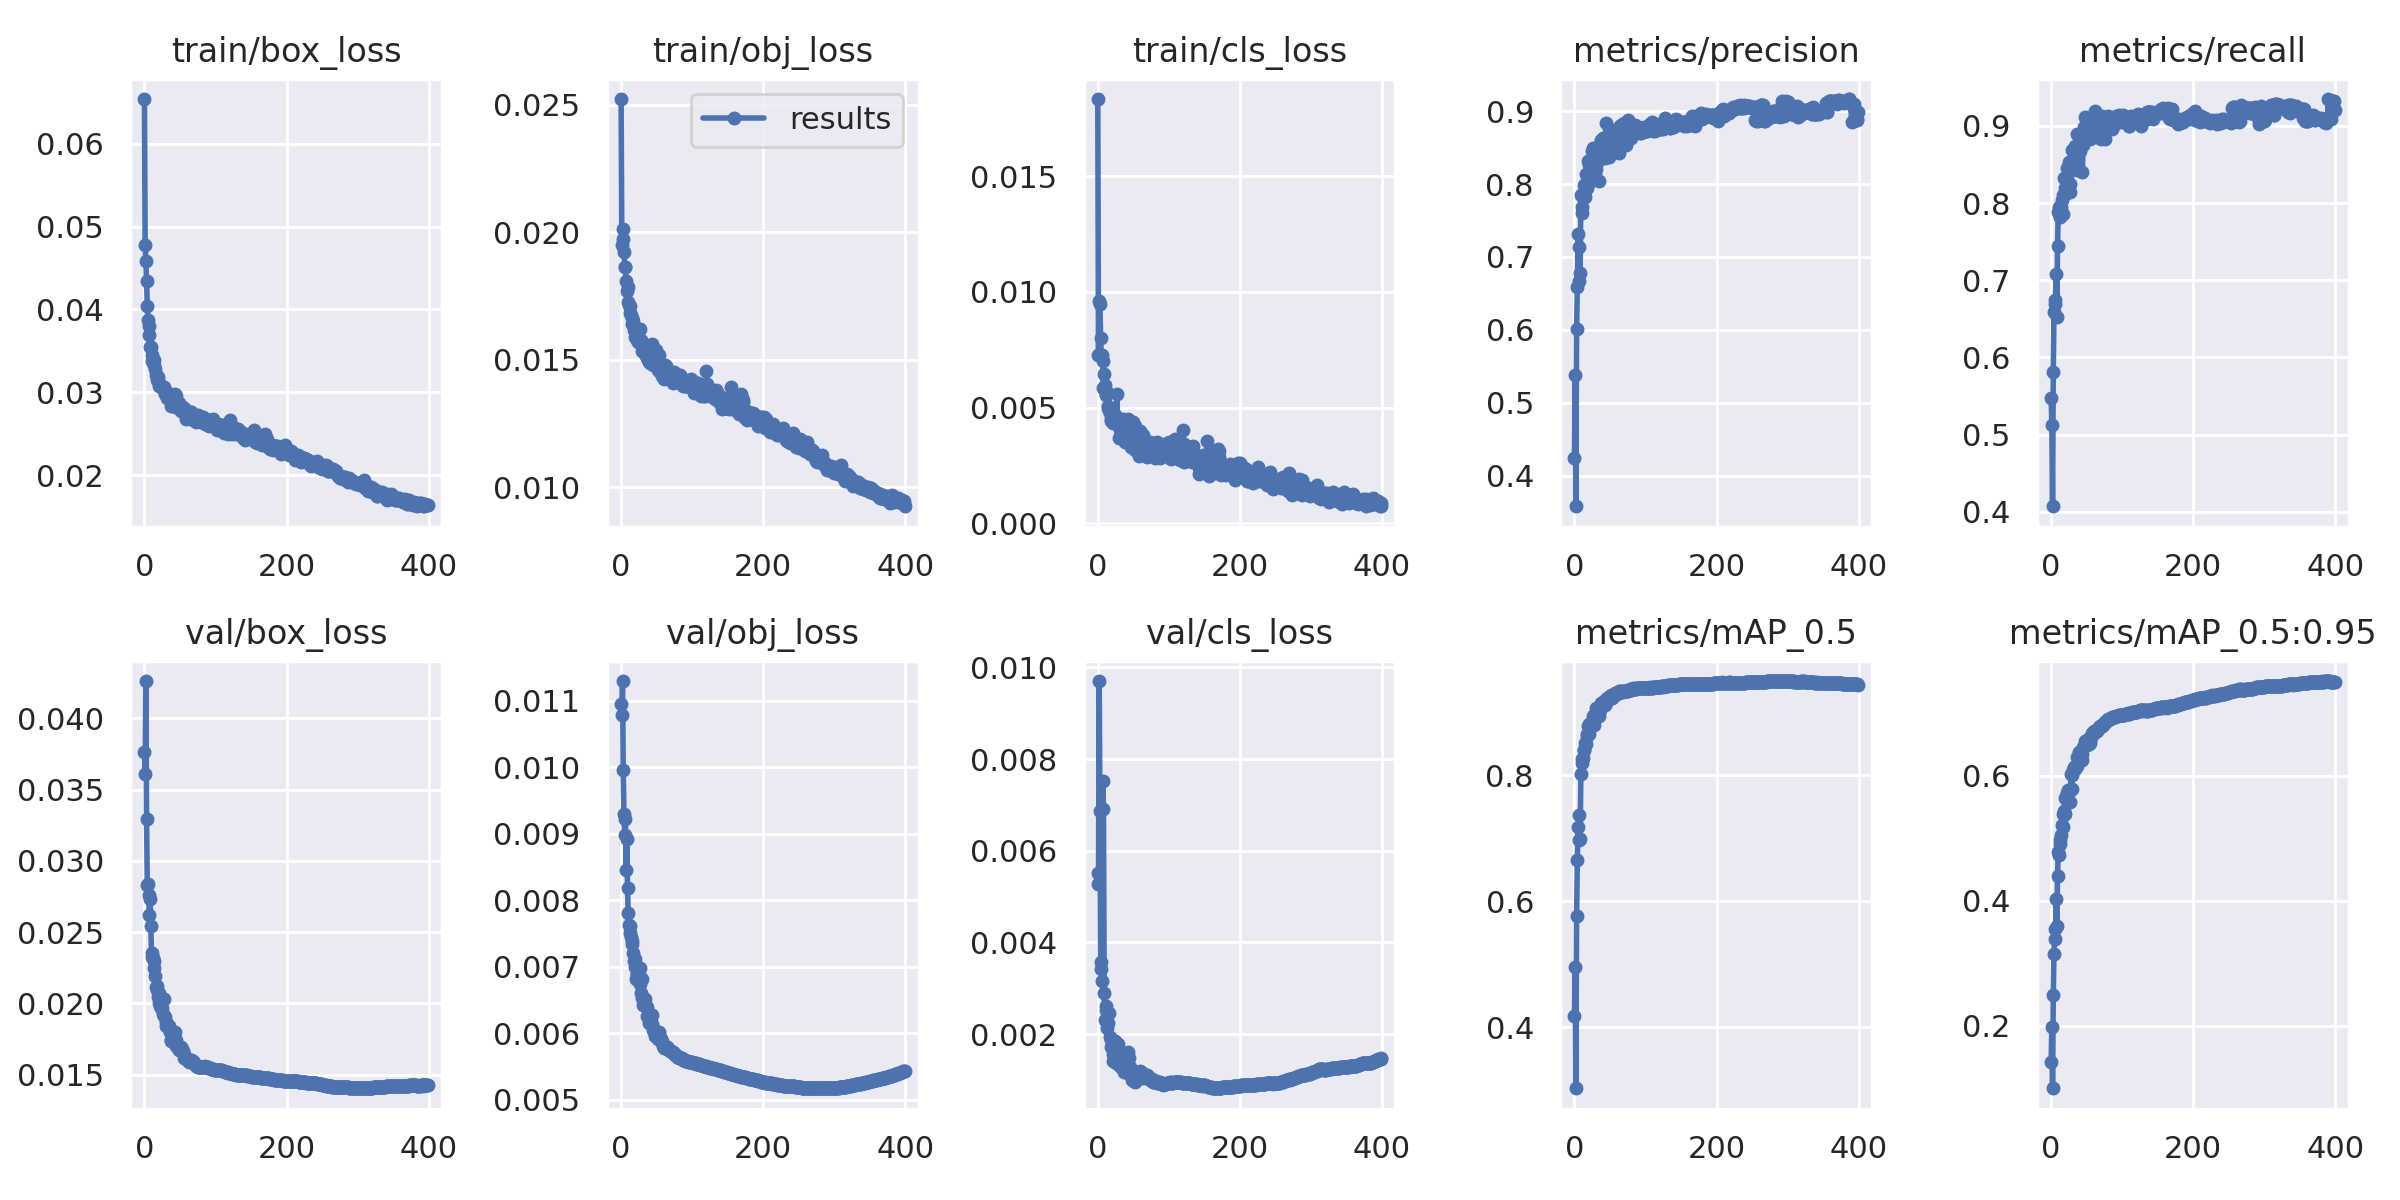 train/box_loss
0.06
0.05
0.04
0.03
0.02
0 200 400
train/obj_loss
results
0.025
0.020
0.015
0.010
0 200 400
train/cls_loss
0.015
0.010
0.005
0.000
0 200 400
metrics/precision
0.9
0.8
0.7
0.6
0.5
0.4
0 200 400
metrics/recall
0.9
0.8
0.7
0.6
0.5
0.4
0 200 400
val/box_loss
0.040
0.035
0.030
0.025
0.020
0.015
0 200 400
val/obj_loss
0.011
0.010
0.009
0.008
0.007
0.006
0.005
0 200 400
val/cls_loss
0.010
0.008
0.006
0.004
0.002
0 200 400
metrics/mAP_0.5
0.8
0.6
0.4
0 200 400
metrics/mAP_0.5:0.95
0.6
0.4
0.2
0 200 400